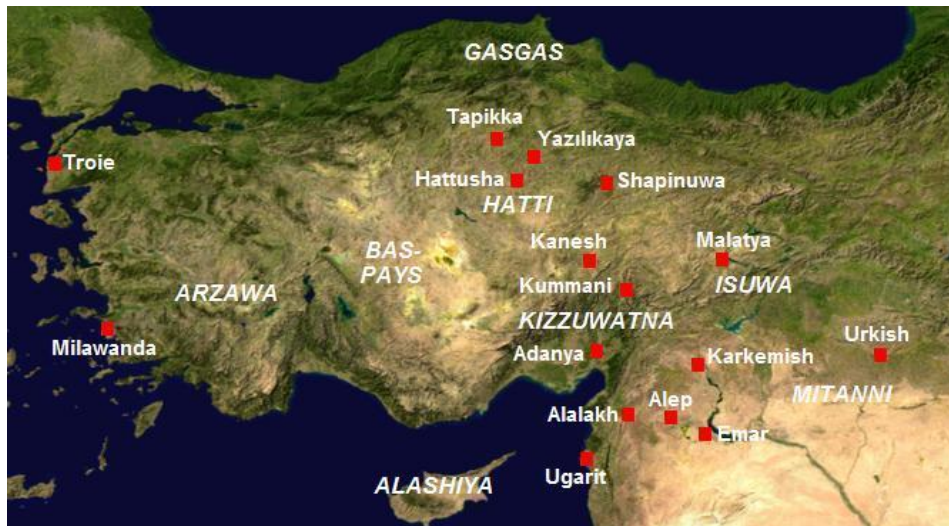 GASGAS
Tapikka
Yazılıkaya
Troie
Hattusha
Shapinuwa
HATTI
Kanesh
Malatya
BAS-
PAYS
ARZAWA
Kummani
ISUWA
KIZZUWATNA
Milawanda
Adanya
Urkish
Karkemish
MITANNI
Alep
Alalakh
Emar
Ugarit
ALASHIYA